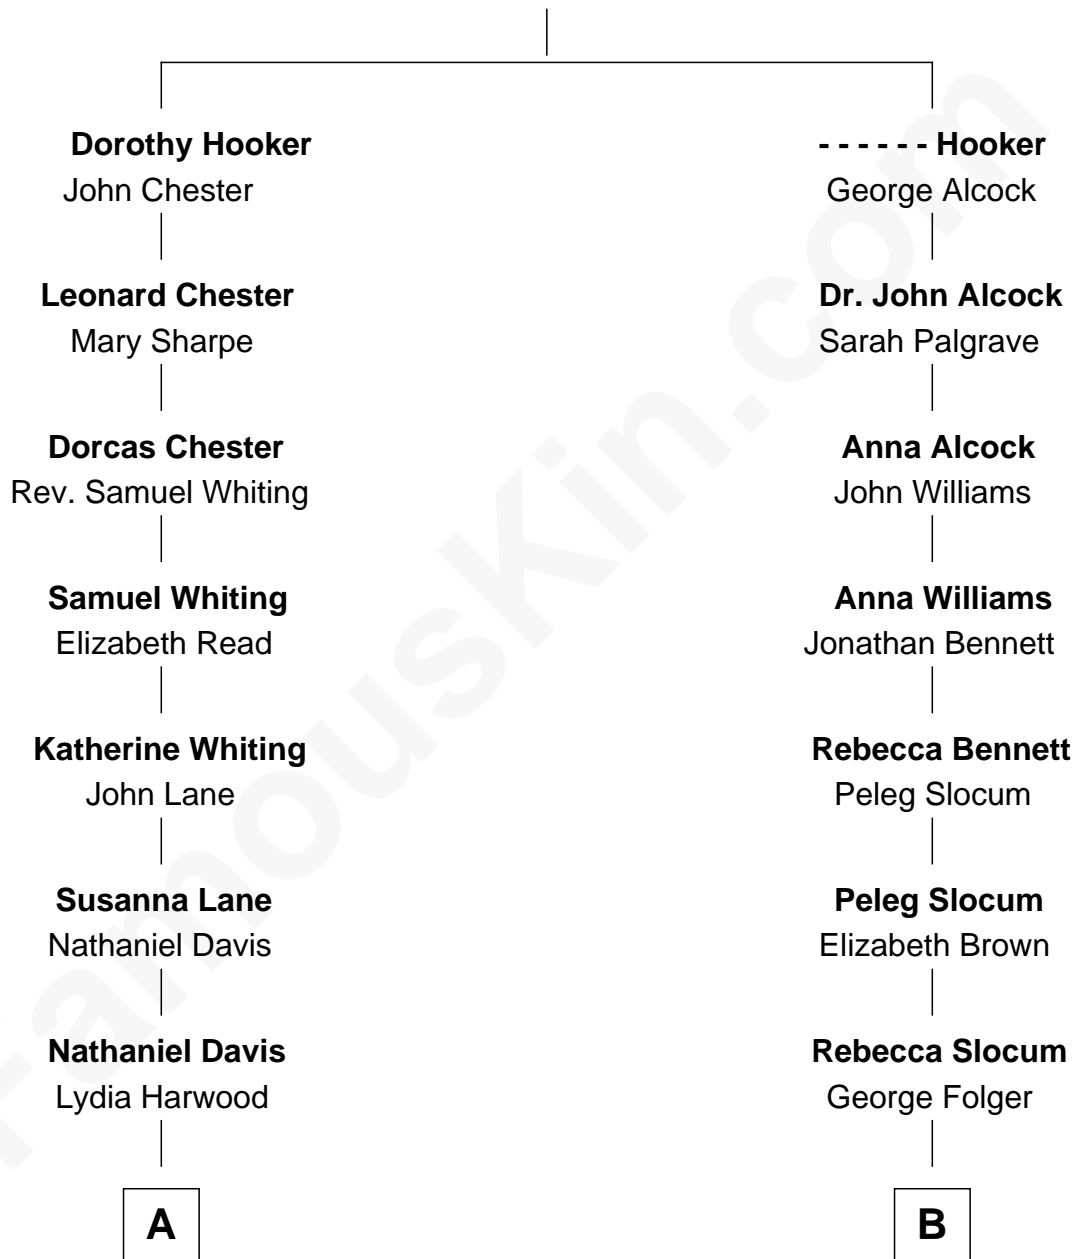 Dorothy Hooker
John Chester
Leonard Chester
Mary Sharpe
Dorcas Chester
Rev. Samuel Whiting
Samuel Whiting
Elizabeth Read
Katherine Whiting
John Lane
Susanna Lane
Nathaniel Davis
Nathaniel Davis
Lydia Harwood
A
- - - - - - Hooker
George Alcock
Dr. John Alcock
Sarah Palgrave
Anna Alcock
John Williams
Anna Williams
Jonathan Bennett
Rebecca Bennett
Peleg Slocum
Peleg Slocum
Elizabeth Brown
Rebecca Slocum
George Folger
B
FamousKin.com